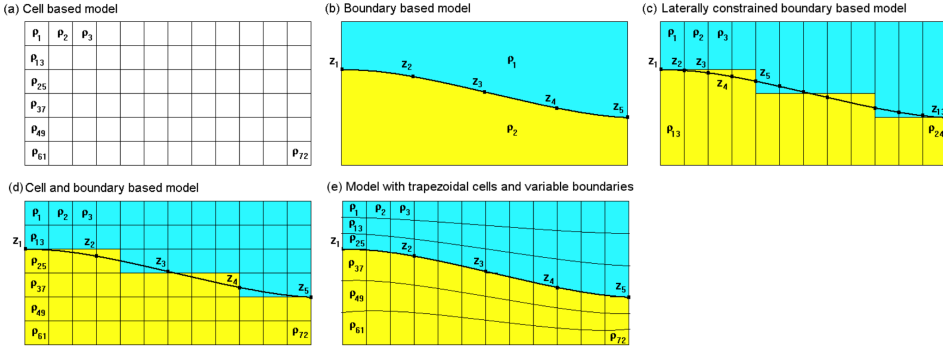 (a) Cell based model
ρ1 ρ2 ρ3
ρ13
ρ25
ρ37
ρ49
ρ61 ρ72
(b) Boundary based model
z1 z2 z3 z4 z5
ρ1
ρ2
(c) Laterally constrained boundary based model
ρ1 ρ2 ρ3
z1 z2 z3 z4 z5 z13
ρ13 ρ24
(d) Cell and boundary based model
ρ1 ρ2 ρ3
ρ13
z1 z2 z3 z4 z5
ρ25
ρ37
ρ49
ρ61 ρ72
(e) Model with trapezoidal cells and variable boundaries
ρ1 ρ2 ρ3
ρ13
ρ25
z1 z2 z3 z4 z5
ρ37
ρ49
ρ61 ρ72